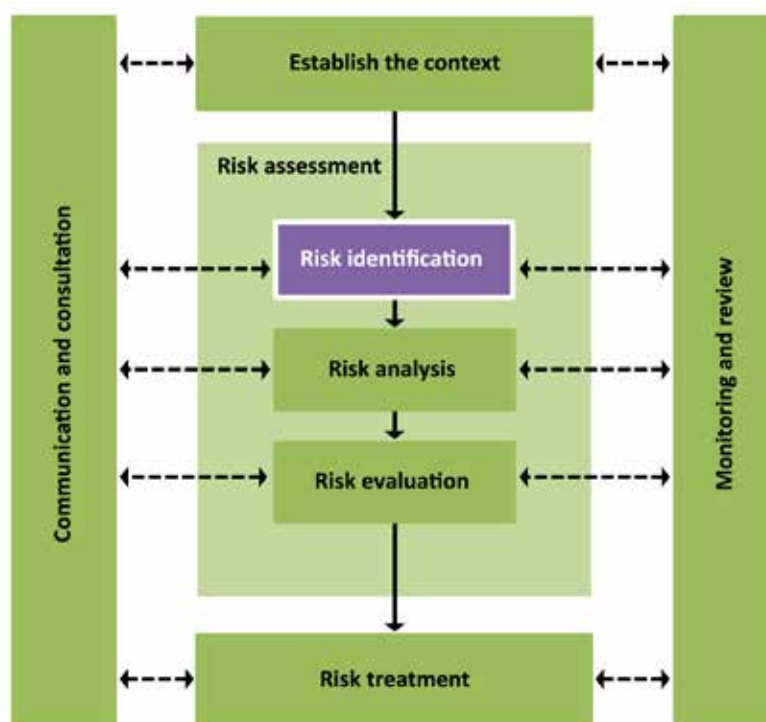 Establish the context
Risk assessment
Risk identification
Risk analysis
Risk evaluation
Risk treatment
Communication and consultation
Monitoring and review